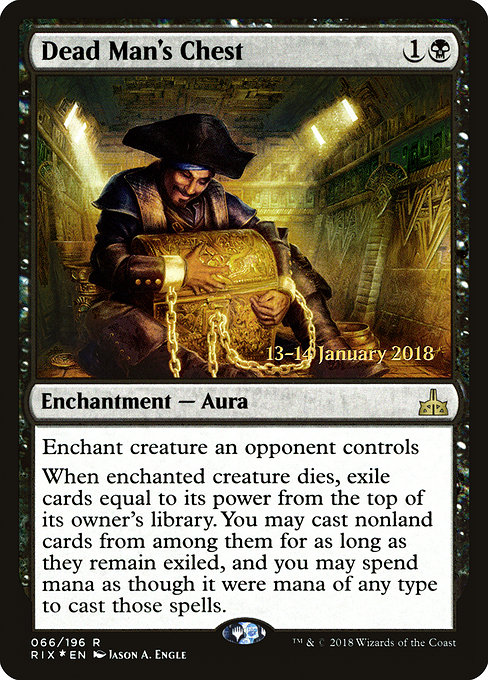 Dead Man's Chest 1
13–14 January 2018
Enchantment — Aura
Enchant creature an opponent controls
When enchanted creature dies, exile
cards equal to its power from the top of
its owner's library. You may cast nonland
cards from among them for as long as
they remain exiled, and you may spend
mana as though it were mana of any type
to cast those spells.
066/196 R
RIX★EN Jason A. Engle
™ & © 2018 Wizards of the Coast